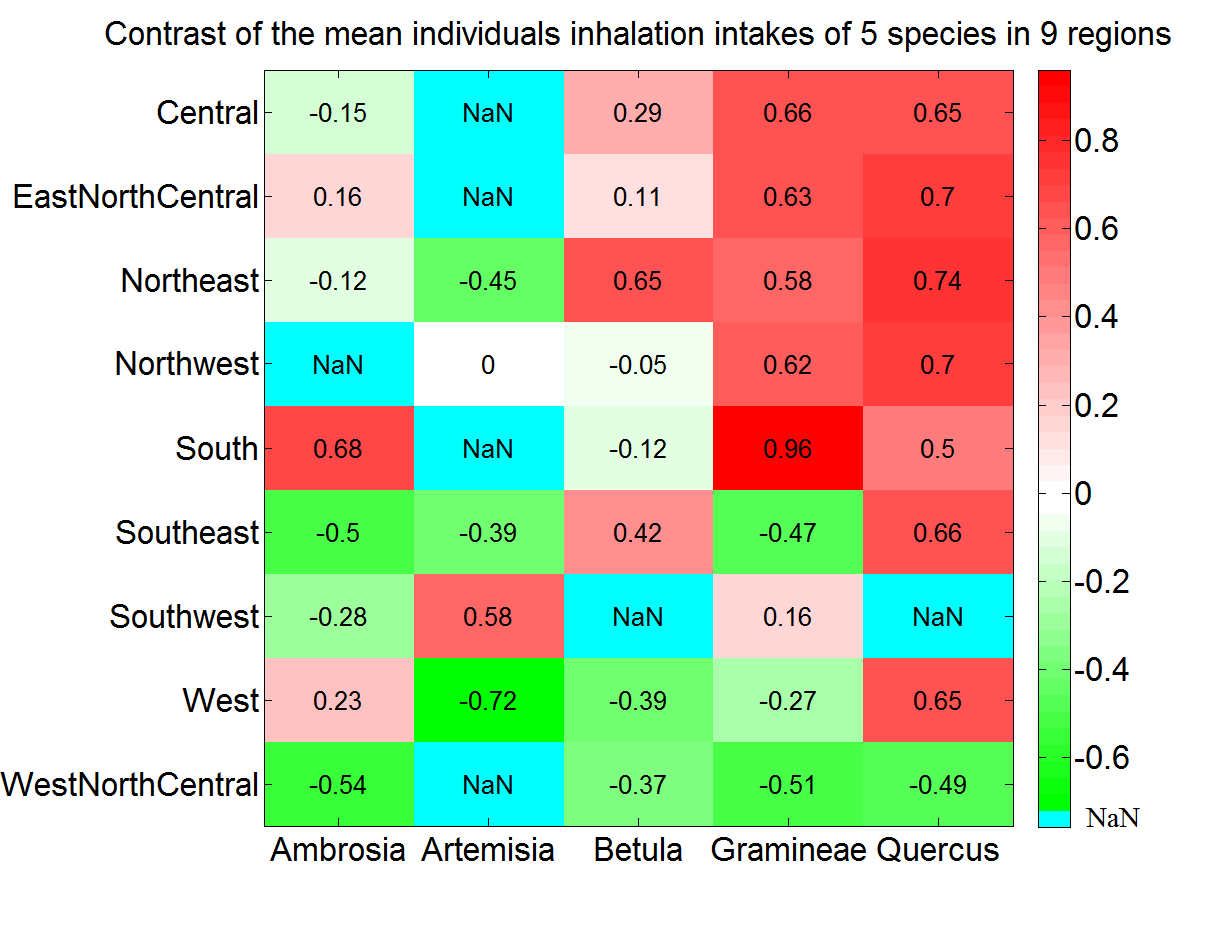 Contrast of the mean individuals inhalation intakes of 5 species in 9 regions
Central -0.15 NaN 0.29 0.66 0.65
EastNorthCentral 0.16 NaN 0.11 0.63 0.7
Northeast -0.12 -0.45 0.65 0.58 0.74
Northwest NaN 0 -0.05 0.62 0.7
South 0.68 NaN -0.12 0.96 0.5
Southeast -0.5 -0.39 0.42 -0.47 0.66
Southwest -0.28 0.58 NaN 0.16 NaN
West 0.23 -0.72 -0.39 -0.27 0.65
WestNorthCentral -0.54 NaN -0.37 -0.51 -0.49
Ambrosia Artemisia Betula Gramineae Quercus
0.8
0.6
0.4
0.2
0
-0.2
-0.4
-0.6
NaN